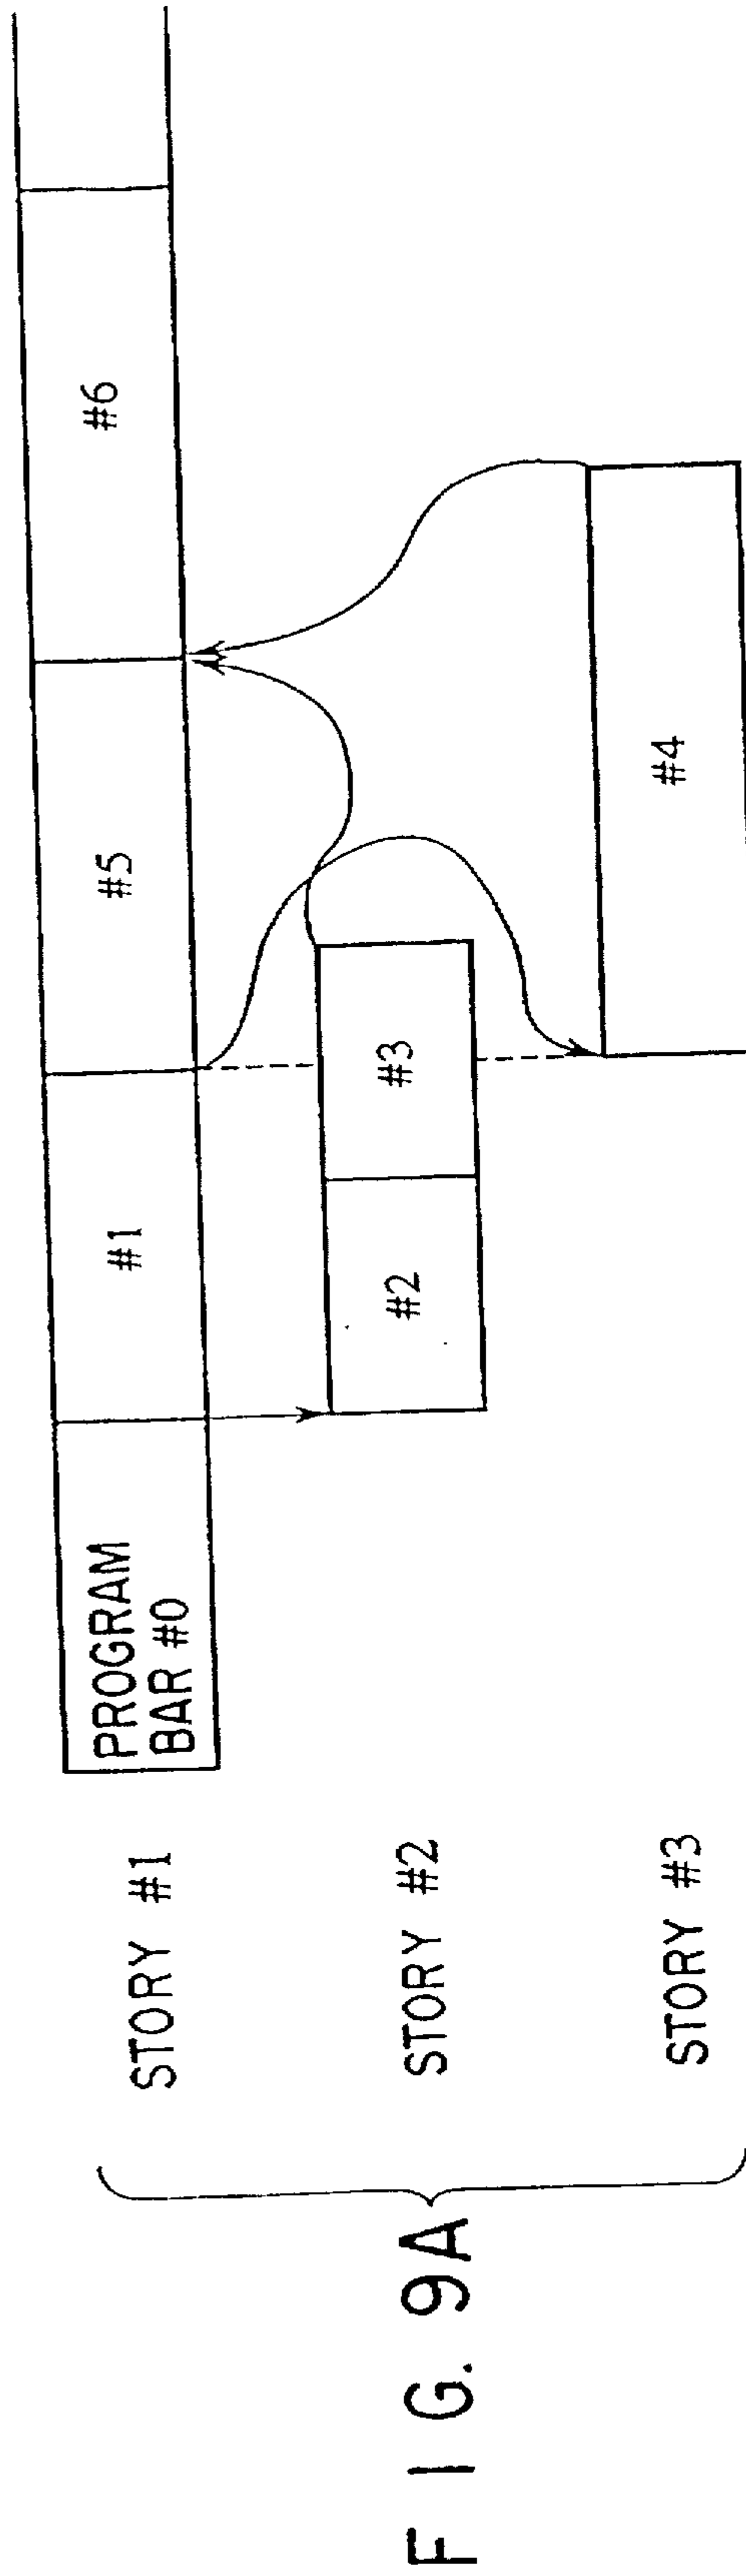 STORY #1
PROGRAM
BAR #0
#1
#5
#6
STORY #2
#2
#3
STORY #3
#4
FIG. 9A